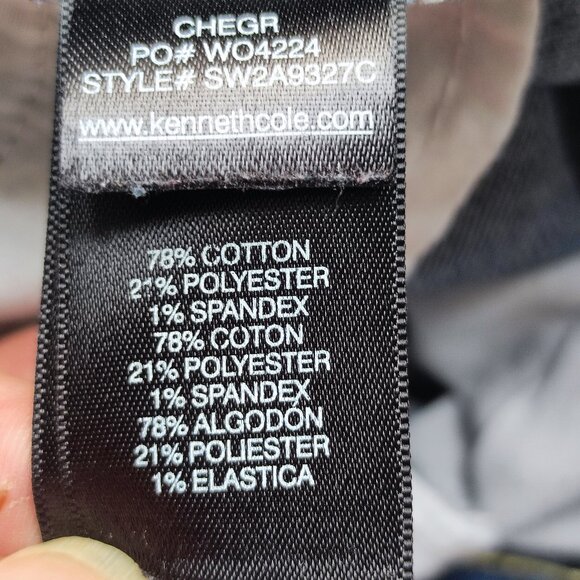 CHEGR
PO# WO4224
STYLE# SW2A9327C
www.kennethcole.com
78% COTTON
21% POLYESTER
1% SPANDEX
78% COTON
21% POLYESTER
1% SPANDEX
78% ALGODON
21% POLIESTER
1% ELASTICA